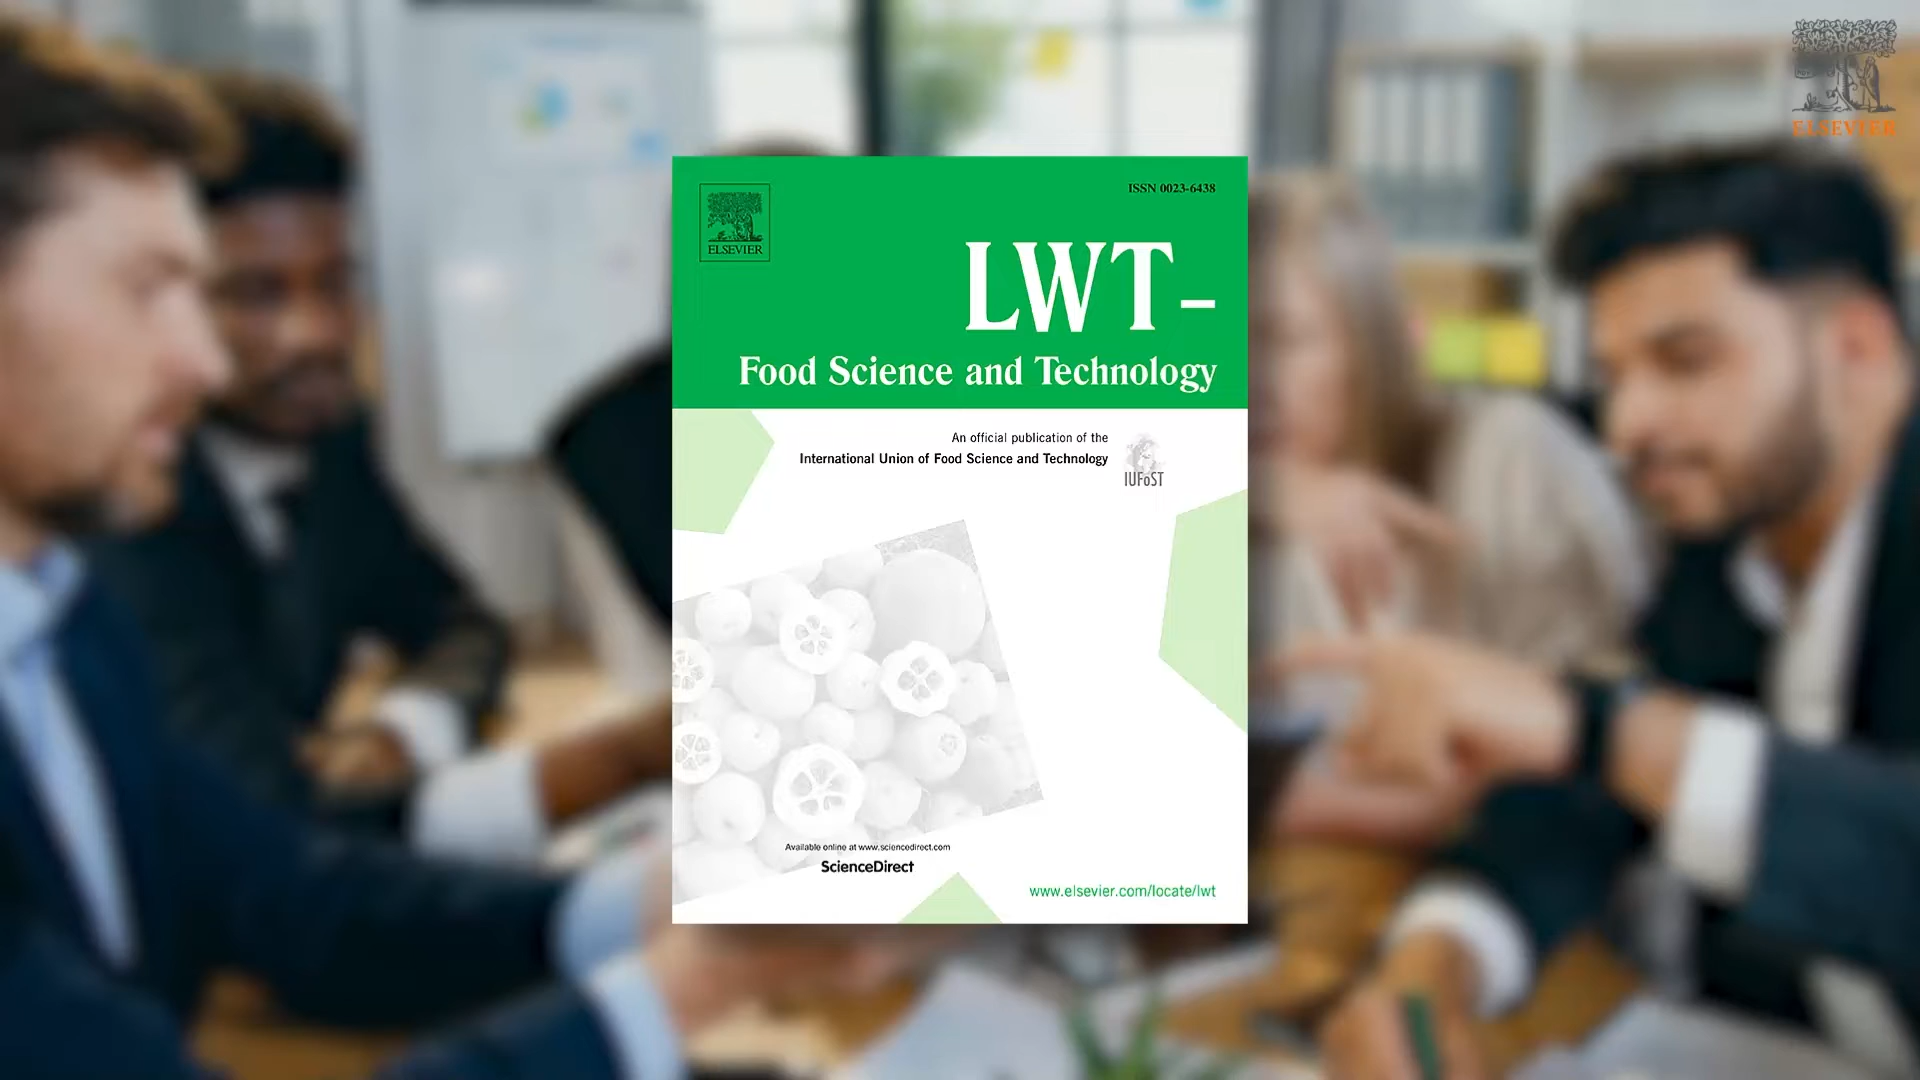 ELSEVIER
ISSN 0023-6438
ELSEVIER
LWT-
Food Science and Technology
An official publication of the
International Union of Food Science and Technology
IUFoST
Available online at www.sciencedirect.com
ScienceDirect
www.elsevier.com/locate/lwt